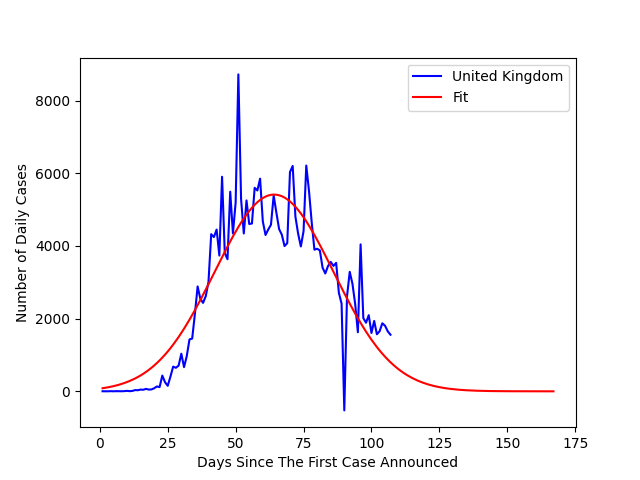 United Kingdom
Fit
8000
6000
4000
2000
0
Number of Daily Cases
0 25 50 75 100 125 150 175
Days Since The First Case Announced